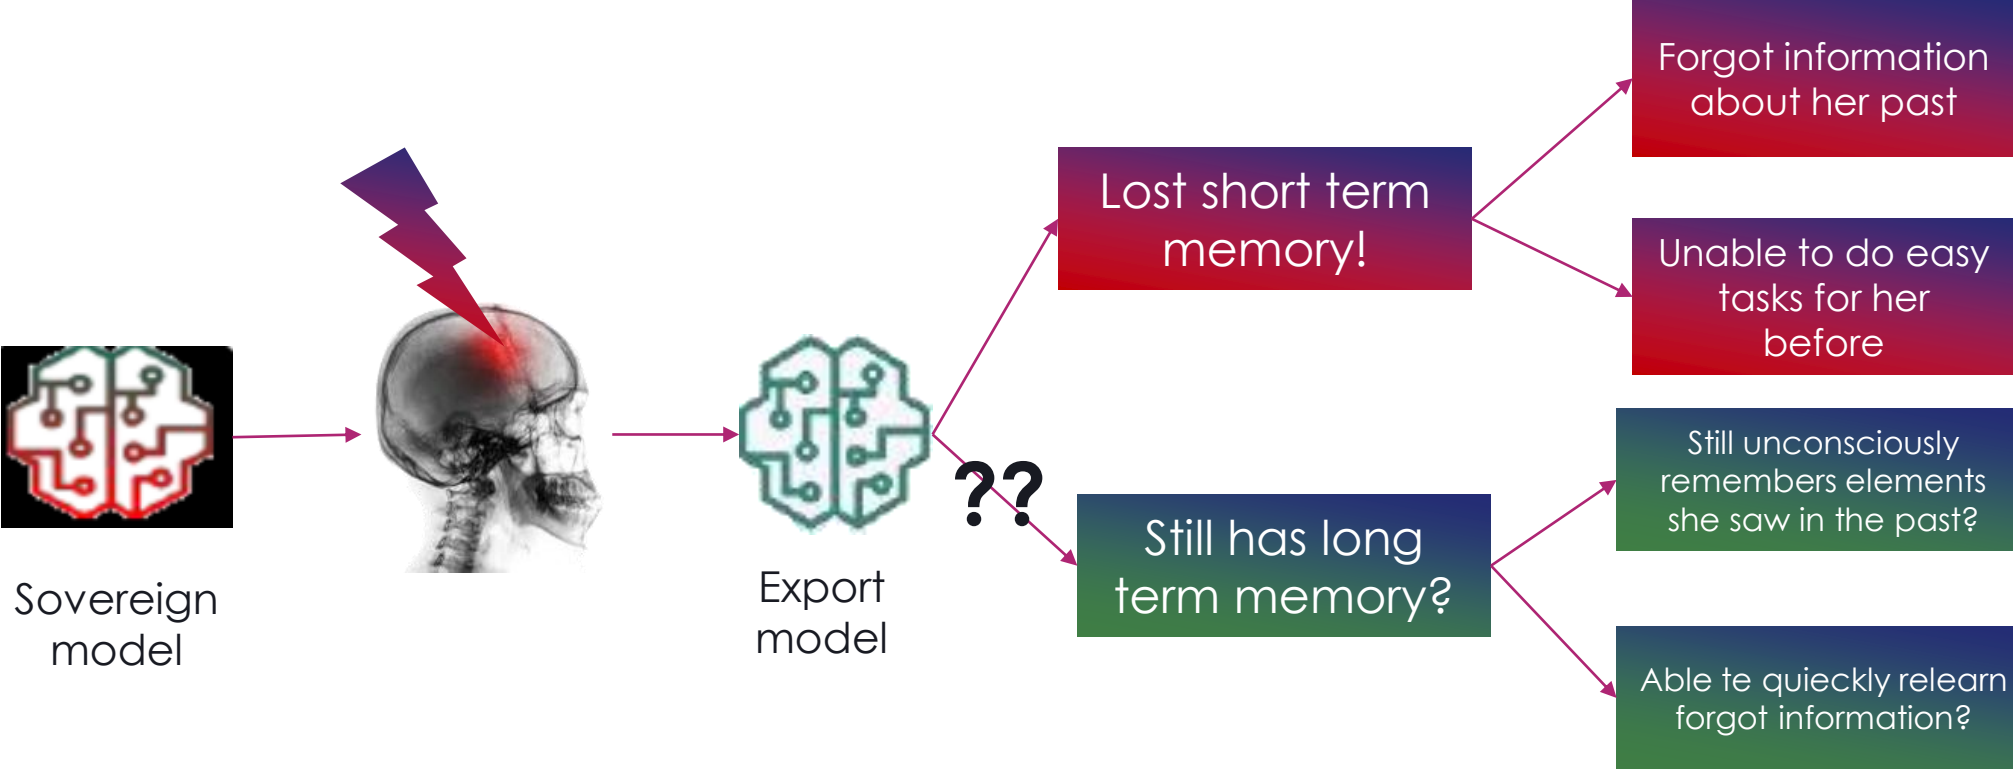 Sovereign
model
Export
model
??
Lost short term
memory!
Still has long
term memory?
Forgot information
about her past
Unable to do easy
tasks for her
before
Still unconsciously
remembers elements
she saw in the past?
Able te quieckly relearn
forgot information?